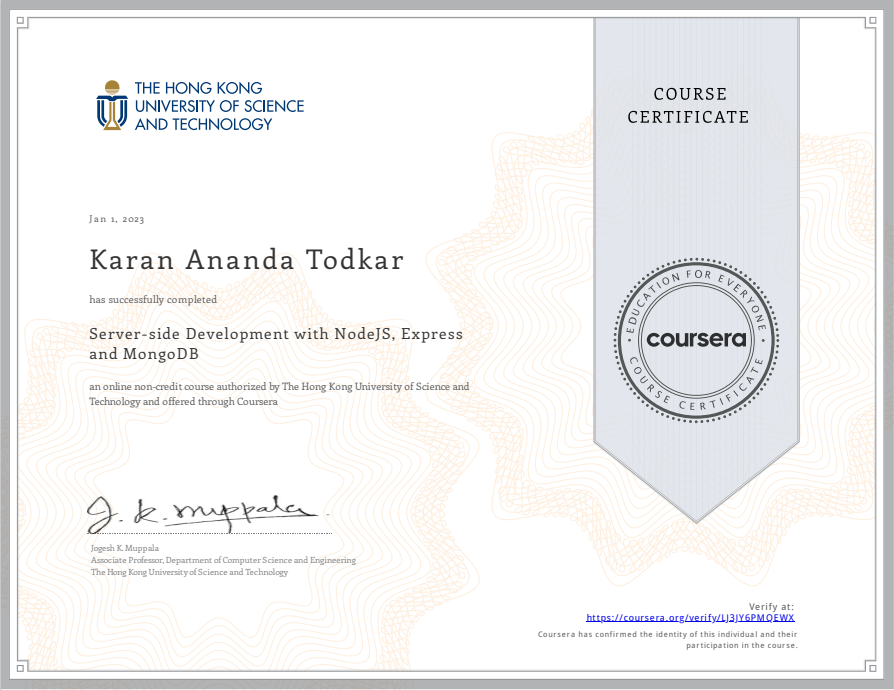 THE HONG KONG
UNIVERSITY OF SCIENCE
AND TECHNOLOGY
COURSE
CERTIFICATE
Jan 1, 2023
Karan Ananda Todkar
has successfully completed
Server-side Development with NodeJS, Express
and MongoDB
an online non-credit course authorized by The Hong Kong University of Science and
Technology and offered through Coursera
EDUCATION FOR EVERYONE
coursera
COURSE CERTIFICATE
J. K. Muppala
Jogesh K. Muppala
Associate Professor, Department of Computer Science and Engineering
The Hong Kong University of Science and Technology
Verify at:
https://coursera.org/verify/LJ3JY6PMQEWX
Coursera has confirmed the identity of this individual and their
participation in the course.